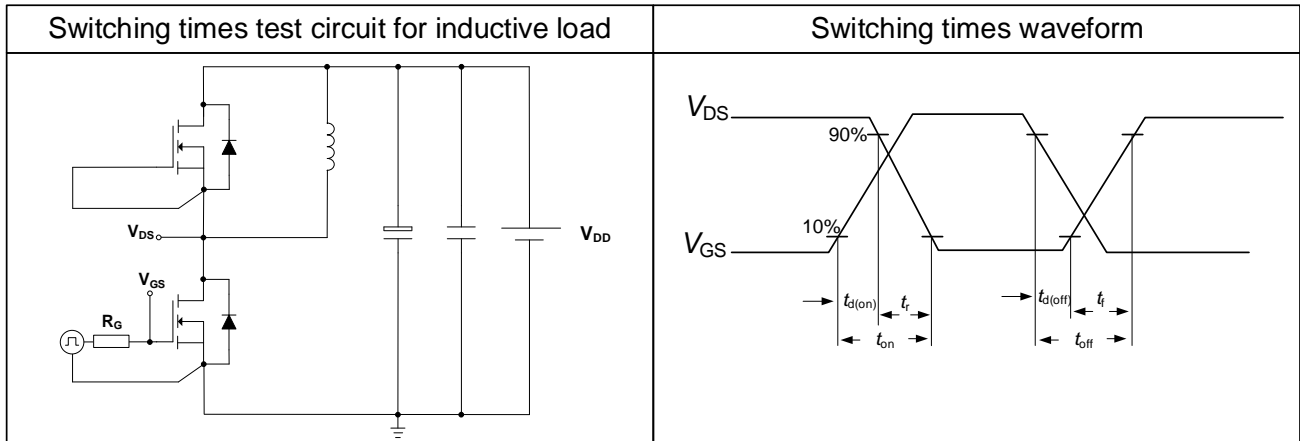 Switching times test circuit for inductive load
Switching times waveform
VDS
VGS
RG
VDD
VDS
90%
10%
VGS
td(on)
tr
ton
td(off)
tf
toff